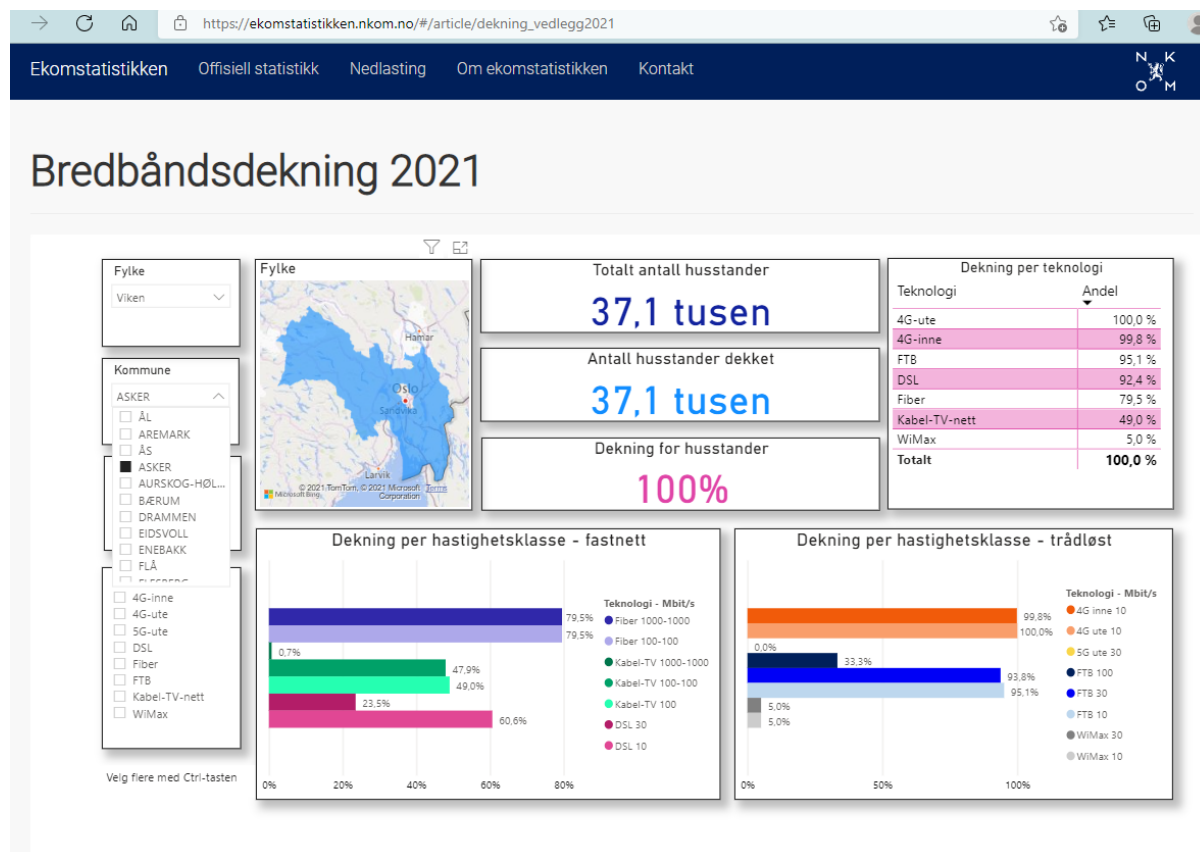 https://ekomstatistikken.nkom.no/#/article/dekning_vedlegg2021
Ekomstatistikken Offisiell statistikk Nedlasting Om ekomstatistikken Kontakt
N K
O M
Bredbåndsdekning 2021
Fylke
Viken
Kommune
ASKER
ÅL
AREMARK
ÅS
ASKER
AURSKOG-HØL...
BÆRUM
DRAMMEN
EIDSVOLL
ENEBAKK
FLÅ
FLESBERG
4G-inne
4G-ute
5G-ute
DSL
Fiber
FTB
Kabel-TV-nett
WiMax
Velg flere med Ctrl-tasten
Fylke
Hamar
Oslo
Sandvika
Larvik
Microsoft Bing
© 2021 TomTom, © 2021 Microsoft Corporation Terms
Totalt antall husstander
37,1 tusen
Antall husstander dekket
37,1 tusen
Dekning for husstander
100%
Dekning per teknologi
Teknologi Andel
4G-ute 100,0 %
4G-inne 99,8 %
FTB 95,1 %
DSL 92,4 %
Fiber 79,5 %
Kabel-TV-nett 49,0 %
WiMax 5,0 %
Totalt 100,0 %
Dekning per hastighetsklasse - fastnett
79,5%
79,5%
0,7%
47,9%
49,0%
23,5%
60,6%
0% 20% 40% 60% 80%
Teknologi - Mbit/s
Fiber 1000-1000
Fiber 100-100
Kabel-TV 1000-1000
Kabel-TV 100-100
Kabel-TV 100
DSL 30
DSL 10
Dekning per hastighetsklasse - trådløst
99,8%
100,0%
0,0%
33,3%
93,8%
95,1%
5,0%
5,0%
0% 50% 100%
Teknologi - Mbit/s
4G inne 10
4G ute 10
5G ute 30
FTB 100
FTB 30
FTB 10
WiMax 30
WiMax 10